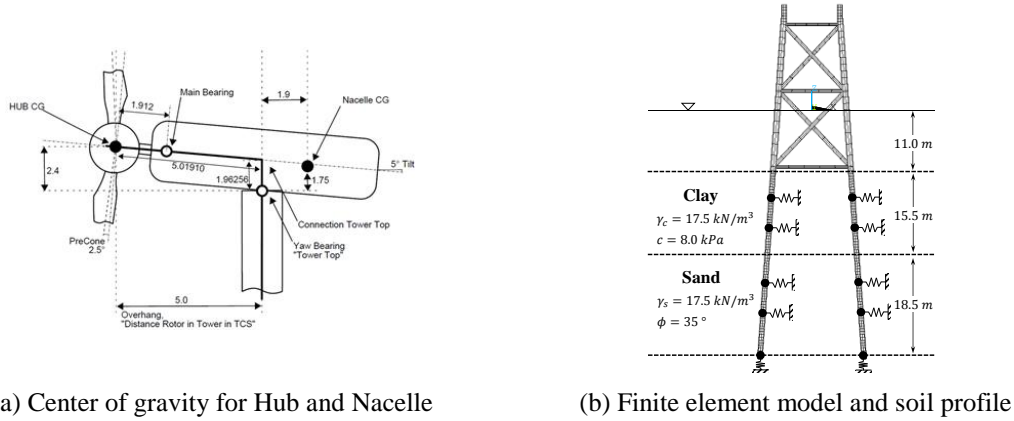 Main Bearing
1.912
1.9
Nacelle CG
HUB CG
5° Tilt
2.4
5.01910
1.96256
1.75
Connection Tower Top
PreCone
2.5°
Yaw Bearing
"Tower Top"
5.0
Overhang,
"Distance Rotor in Tower in TCS"
11.0 m
Clay
γc = 17.5 kN/m³
c = 8.0 kPa
15.5 m
Sand
γs = 17.5 kN/m³
ϕ = 35 °
18.5 m
a) Center of gravity for Hub and Nacelle
(b) Finite element model and soil profile